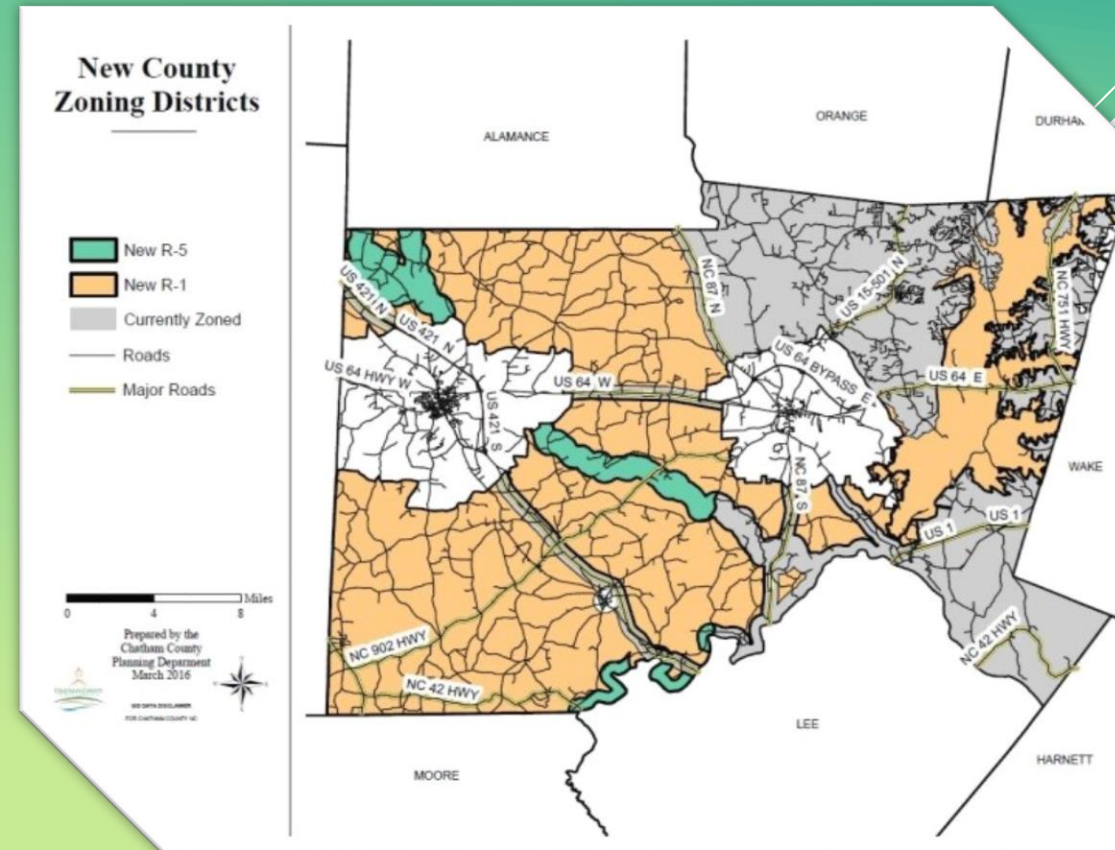 New County
Zoning Districts
New R-5
New R-1
Currently Zoned
Roads
Major Roads
0 4 8 Miles
Prepared by the
Chatham County
Planning Deparment
March 2016
ALAMANCE
ORANGE
NC 87 N
US 15-501 N
NC 751 HWY
US 421 N
US 421 N
US 64 HWY W
US 421 S
US 64 W
US 64 BYPASS E
US 64 E
NC 87 S
WAKE
US 1
US 1
NC 902 HWY
NC 42 HWY
NC 42 HWY
LEE
MOORE
HARNETT